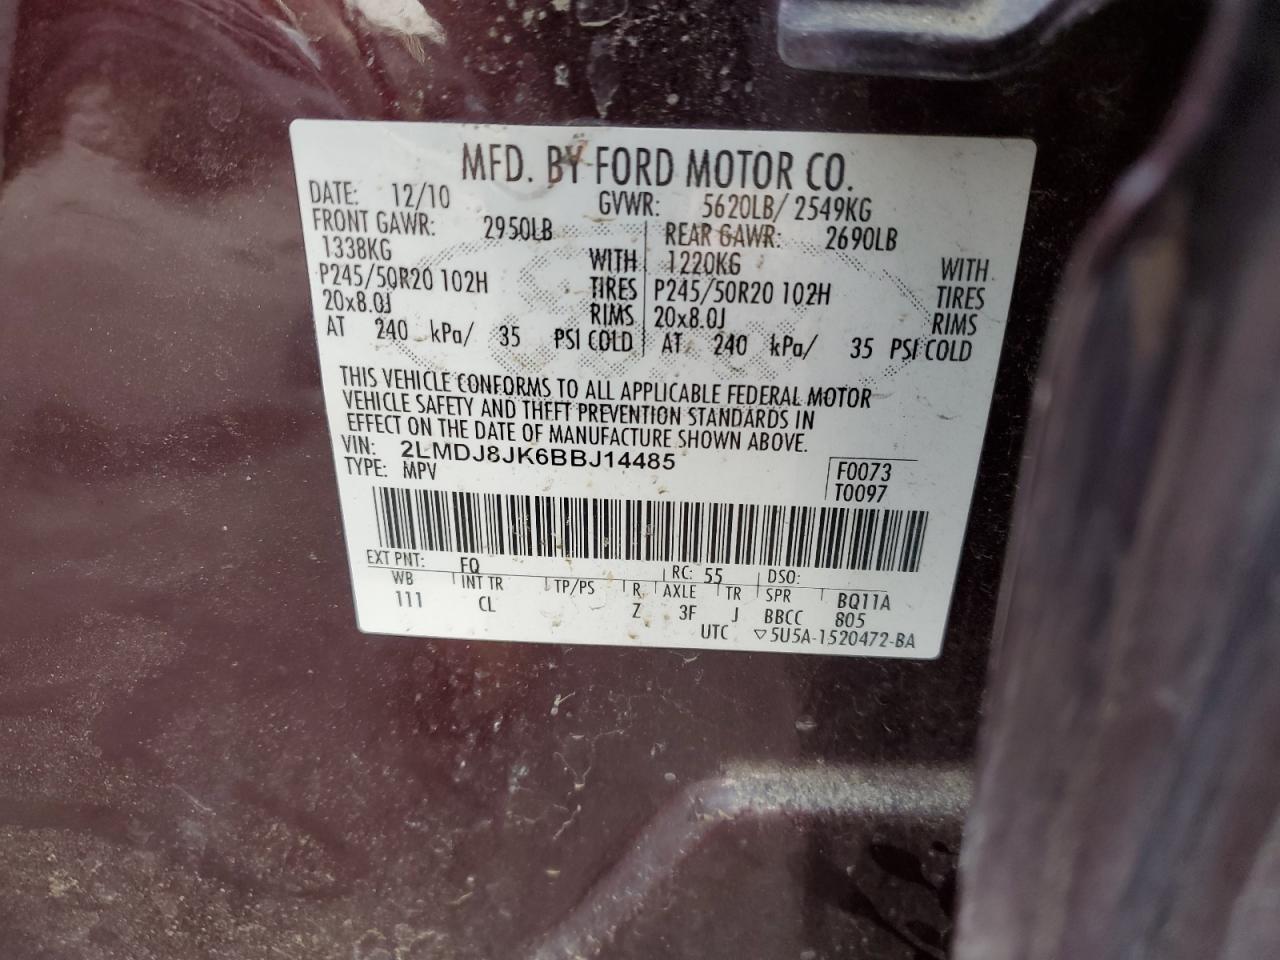 MFD. BY FORD MOTOR CO.
DATE: 12/10 GVWR: 5620LB/ 2549KG
FRONT GAWR: 2950LB REAR GAWR: 2690LB
1338KG WITH 1220KG WITH
P245/50R20 102H TIRES P245/50R20 102H TIRES
20x8.0J RIMS 20x8.0J RIMS
AT 240 kPa/ 35 PSI COLD AT 240 kPa/ 35 PSI COLD
THIS VEHICLE CONFORMS TO ALL APPLICABLE FEDERAL MOTOR
VEHICLE SAFETY AND THEFT PREVENTION STANDARDS IN
EFFECT ON THE DATE OF MANUFACTURE SHOWN ABOVE.
VIN: 2LMDJ8JK6BBJ14485 F0073
TYPE: MPV T0097
EXT PNT: FQ RC: 55 DSO:
WB INT TR TP/PS R AXLE TR SPR BQ11A
111 CL Z 3F J BBCC 805
UTC ▽5U5A-1520472-BA